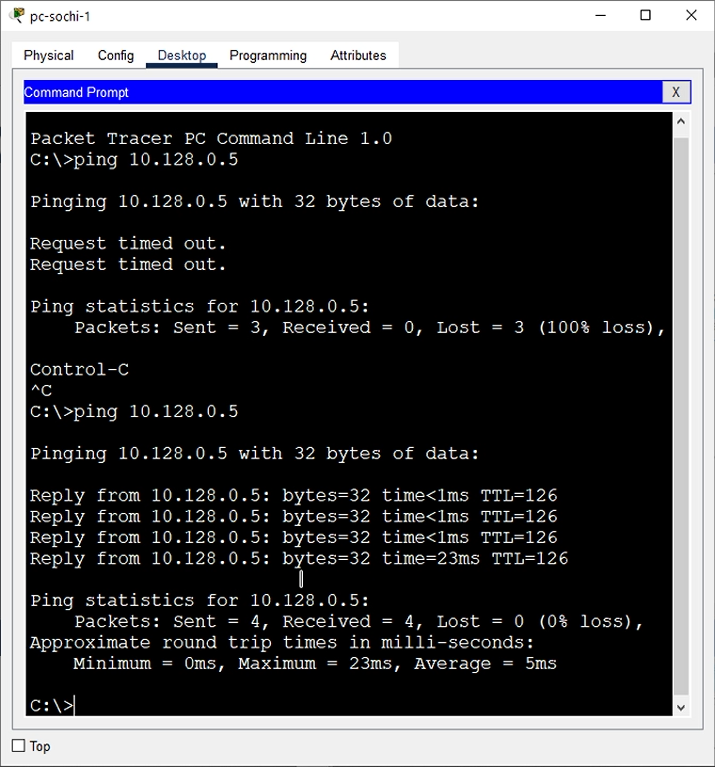 pc-sochi-1
Physical Config Desktop Programming Attributes
Command Prompt X
Packet Tracer PC Command Line 1.0
C:\>ping 10.128.0.5
Pinging 10.128.0.5 with 32 bytes of data:
Request timed out.
Request timed out.
Ping statistics for 10.128.0.5:
    Packets: Sent = 3, Received = 0, Lost = 3 (100% loss),
Control-C
^C
C:\>ping 10.128.0.5
Pinging 10.128.0.5 with 32 bytes of data:
Reply from 10.128.0.5: bytes=32 time<1ms TTL=126
Reply from 10.128.0.5: bytes=32 time<1ms TTL=126
Reply from 10.128.0.5: bytes=32 time<1ms TTL=126
Reply from 10.128.0.5: bytes=32 time=23ms TTL=126
Ping statistics for 10.128.0.5:
    Packets: Sent = 4, Received = 4, Lost = 0 (0% loss),
Approximate round trip times in milli-seconds:
    Minimum = 0ms, Maximum = 23ms, Average = 5ms
C:\>
Top